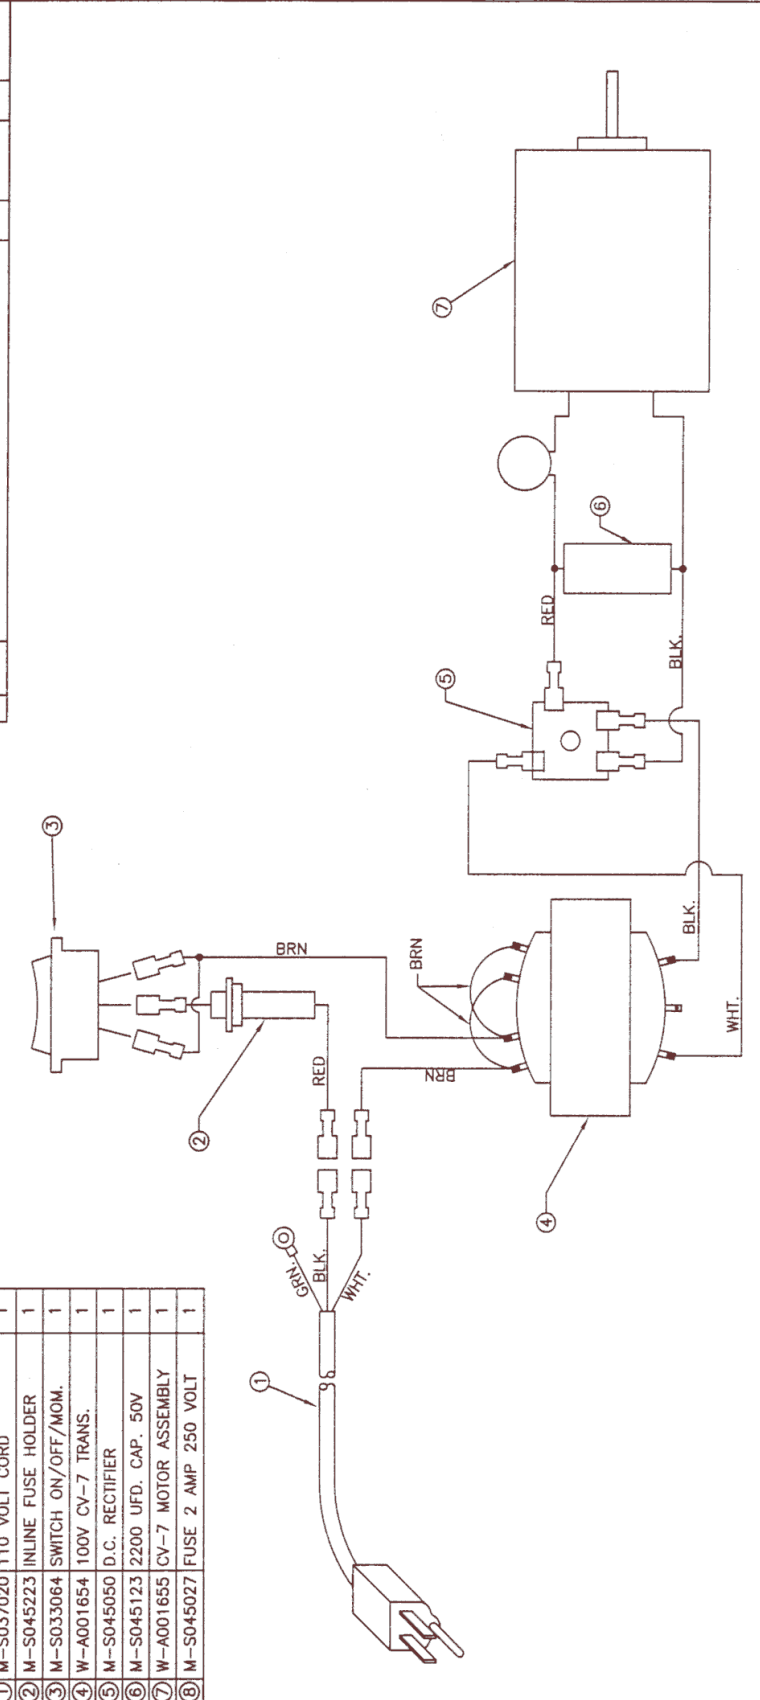 ① M-S037020 110 VOLT CORD 1
② M-S045223 INLINE FUSE HOLDER 1
③ M-S033064 SWITCH ON/OFF/MOM. 1
④ W-A001654 100V CV-7 TRANS. 1
⑤ M-S045050 D.C. RECTIFIER 1
⑥ M-S045123 2200 UFD. CAP. 50V 1
⑦ W-A001655 CV-7 MOTOR ASSEMBLY 1
⑧ M-S045027 FUSE 2 AMP 250 VOLT 1
①
GRN.
BLK.
WHT.
②
RED
BRN
③
BRN
BRN
④
BLK.
WHT.
⑤
RED
BLK.
⑥
⑦